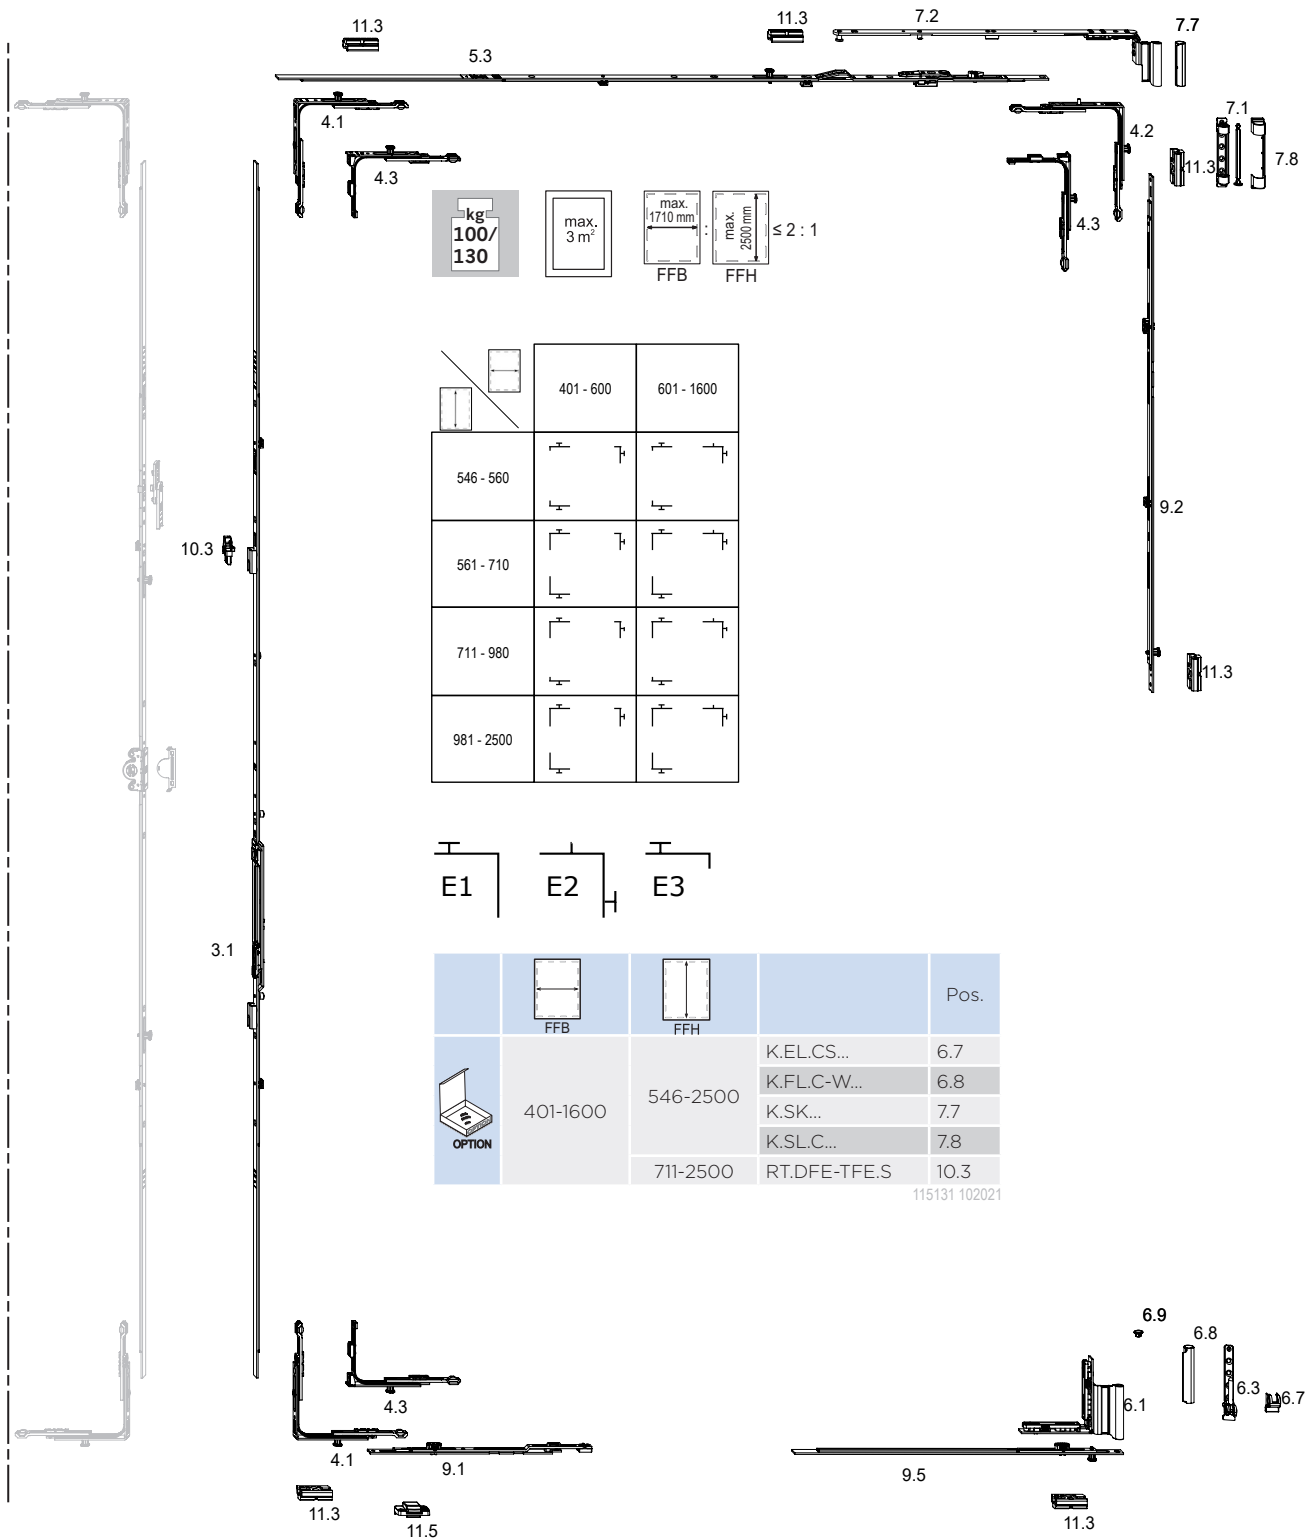 11.3
11.3
7.2
7.7
5.3
4.1
4.2
7.1
4.3
11.3
7.8
4.3
kg
100/
130
max.
3 m²
max.
1710 mm
:
max.
2500 mm
≤ 2 : 1
FFB
FFH
401 - 600
601 - 1600
546 - 560
9.2
10.3
561 - 710
711 - 980
11.3
981 - 2500
E1
E2
E3
3.1
FFB
FFH
Pos.
OPTION
401-1600
546-2500
K.EL.CS...
6.7
K.FL.C-W...
6.8
K.SK...
7.7
K.SL.C...
7.8
711-2500
RT.DFE-TFE.S
10.3
115131 102021
6.9
6.8
4.3
6.1
6.3
6.7
4.1
9.1
9.5
11.3
11.5
11.3